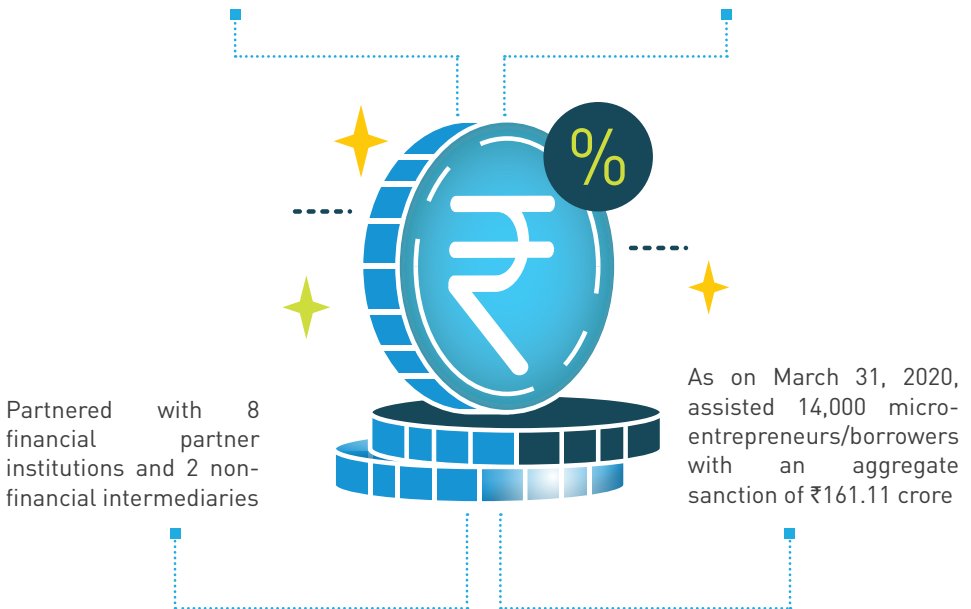 %
₹
Partnered with 8
financial partner
institutions and 2 non-
financial intermediaries
As on March 31, 2020,
assisted 14,000 micro-
entrepreneurs/borrowers
with an aggregate
sanction of ₹161.11 crore